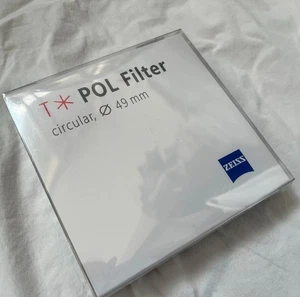 T* POL Filter
circular, Ø 49 mm
ZEISS